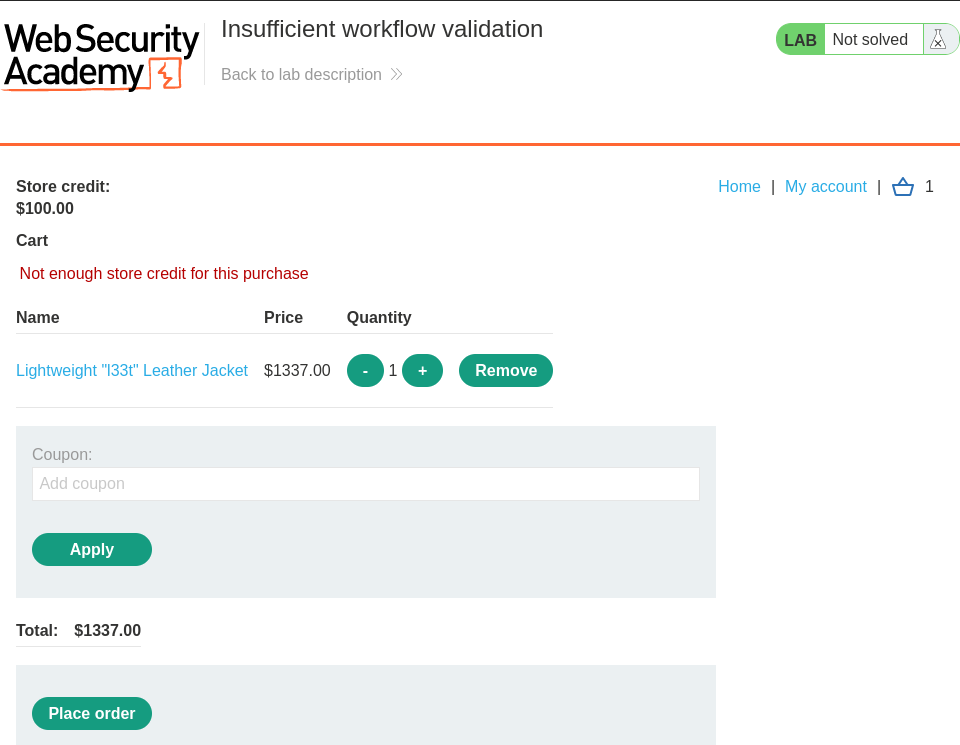 Web Security
Academy
Insufficient workflow validation
Back to lab description
LAB Not solved
Store credit:
$100.00
Home | My account | 1
Cart
Not enough store credit for this purchase
Name Price Quantity
Lightweight "l33t" Leather Jacket $1337.00 - 1 + Remove
Coupon:
Add coupon
Apply
Total: $1337.00
Place order